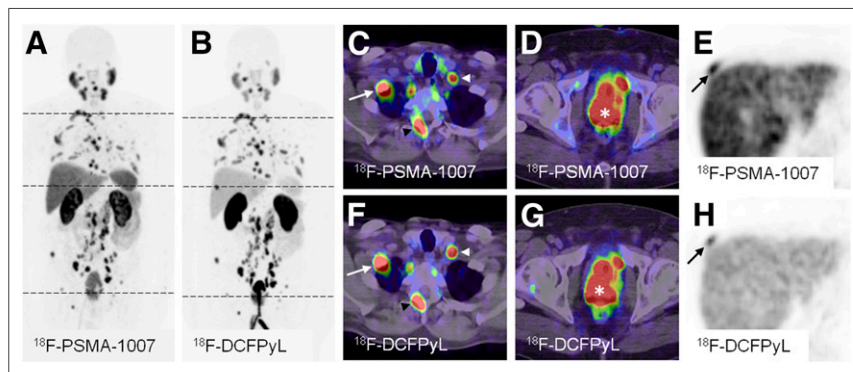 A
B
C
D
E
¹⁸F-PSMA-1007
¹⁸F-PSMA-1007
¹⁸F-PSMA-1007
F
G
H
¹⁸F-PSMA-1007
¹⁸F-DCFPyL
¹⁸F-DCFPyL
¹⁸F-DCFPyL
¹⁸F-DCFPyL